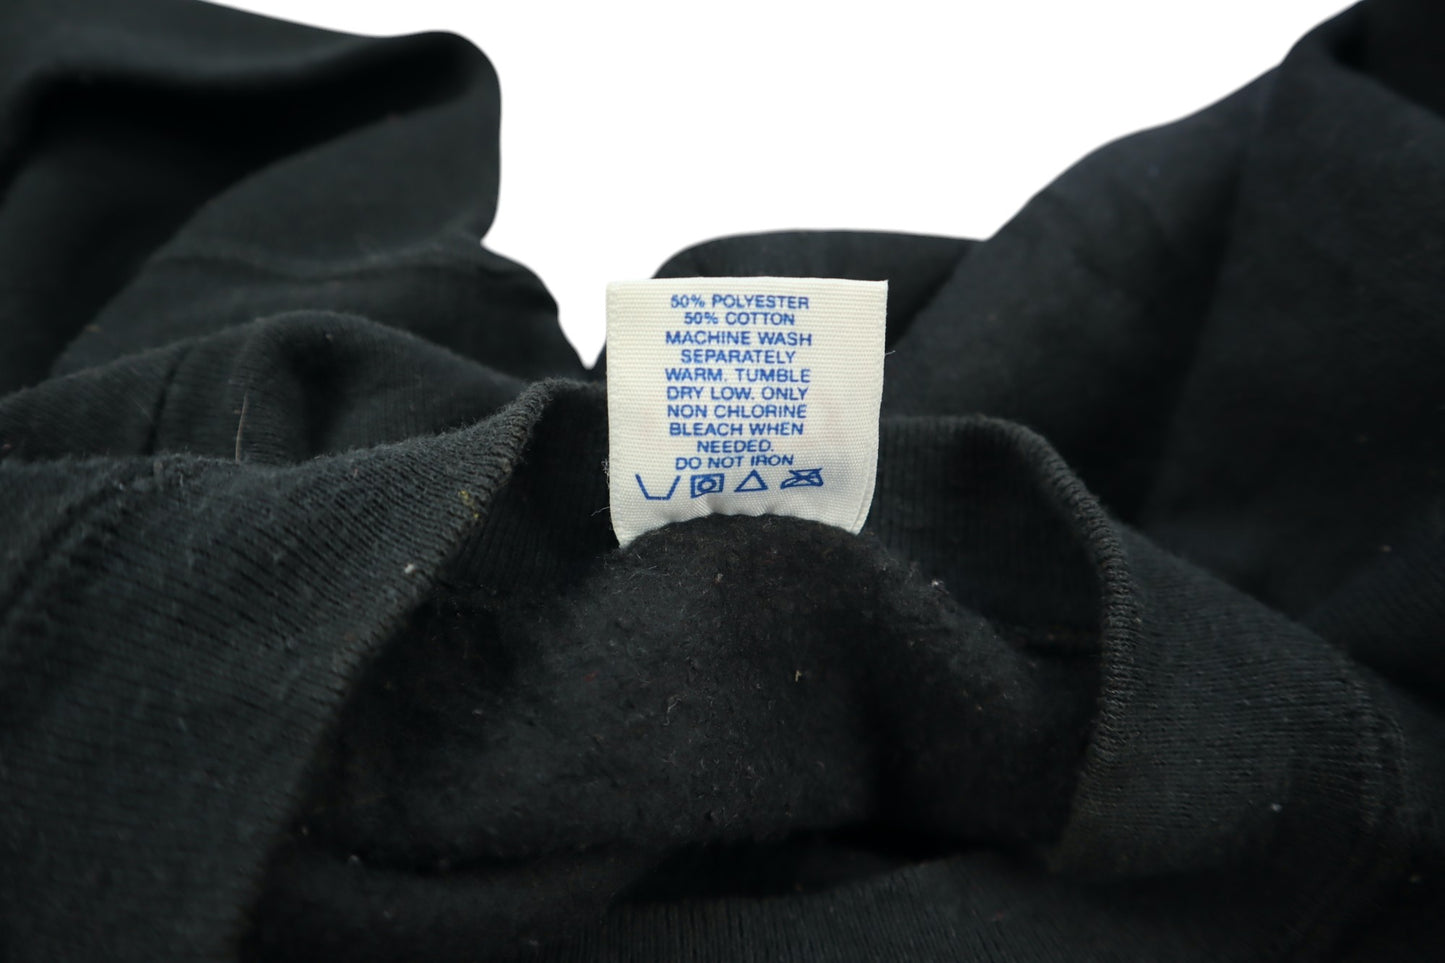 50% POLYESTER
50% COTTON
MACHINE WASH
SEPARATELY
WARM. TUMBLE
DRY LOW. ONLY
NON CHLORINE
BLEACH WHEN
NEEDED.
DO NOT IRON